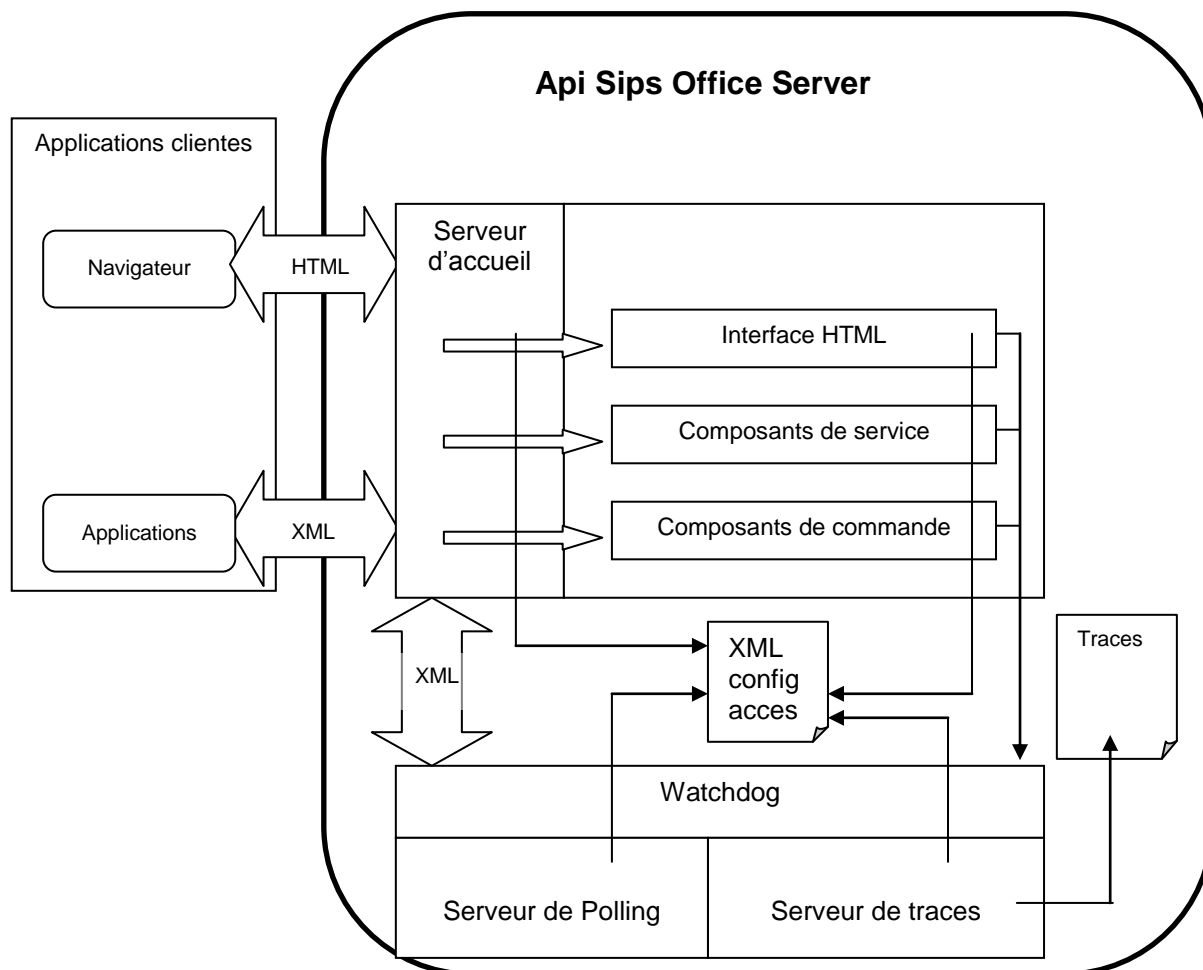 Api Sips Office Server
Applications clientes
Serveur
d’accueil
Navigateur
HTML
Interface HTML
Composants de service
Applications
XML
Composants de commande
XML
XML
config
acces
Traces
Watchdog
Serveur de Polling
Serveur de traces